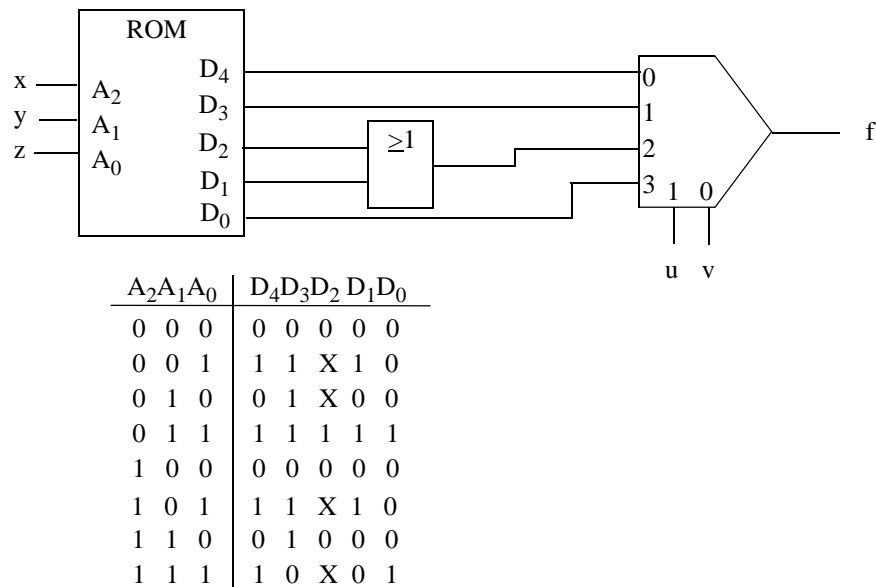 ROM
x A₂ D₄ 0
y A₁ D₃ 1 f
z A₀ D₂ ≥1 2
D₁ 3 1 0
D₀
u v
A₂A₁A₀ D₄D₃D₂ D₁D₀
0 0 0 0 0 0 0 0
0 0 1 1 1 X 1 0
0 1 0 0 1 X 0 0
0 1 1 1 1 1 1 1
1 0 0 0 0 0 0 0
1 0 1 1 1 X 1 0
1 1 0 0 1 0 0 0
1 1 1 1 0 X 0 1